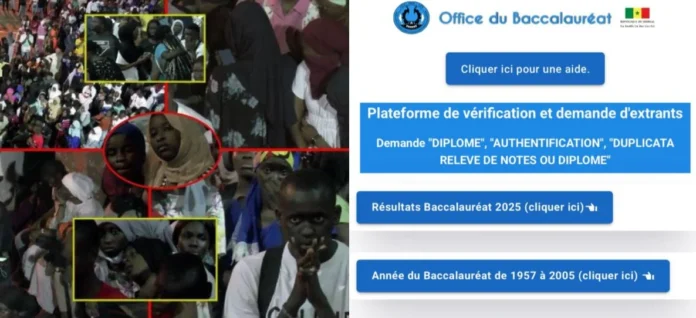 Office du Baccalauréat
Cliquer ici pour une aide.
Plateforme de vérification et demande d'extrants
Demande "DIPLOME", "AUTHENTIFICATION", "DUPLICATA
RELEVE DE NOTES OU DIPLOME"
Résultats Baccalauréat 2025 (cliquer ici)
Année du Baccalauréat de 1957 à 2005 (cliquer ici)